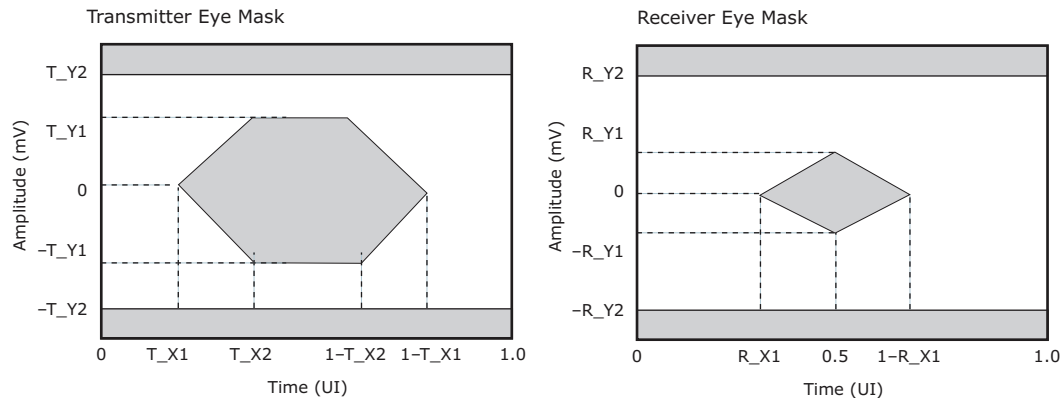 Transmitter Eye Mask
T_Y2
T_Y1
0
–T_Y1
–T_Y2
Amplitude (mV)
0 T_X1 T_X2 1–T_X2 1–T_X1 1.0
Time (UI)
Receiver Eye Mask
R_Y2
R_Y1
0
–R_Y1
–R_Y2
Amplitude (mV)
0 R_X1 0.5 1–R_X1 1.0
Time (UI)